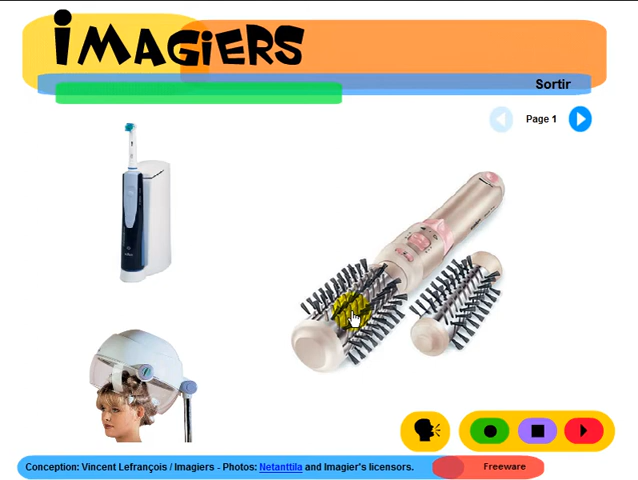 iMAGiERS
Sortir
Page 1
Conception: Vincent Lefrançois / Imagiers - Photos: Netanttila and Imagier's licensors.
Freeware